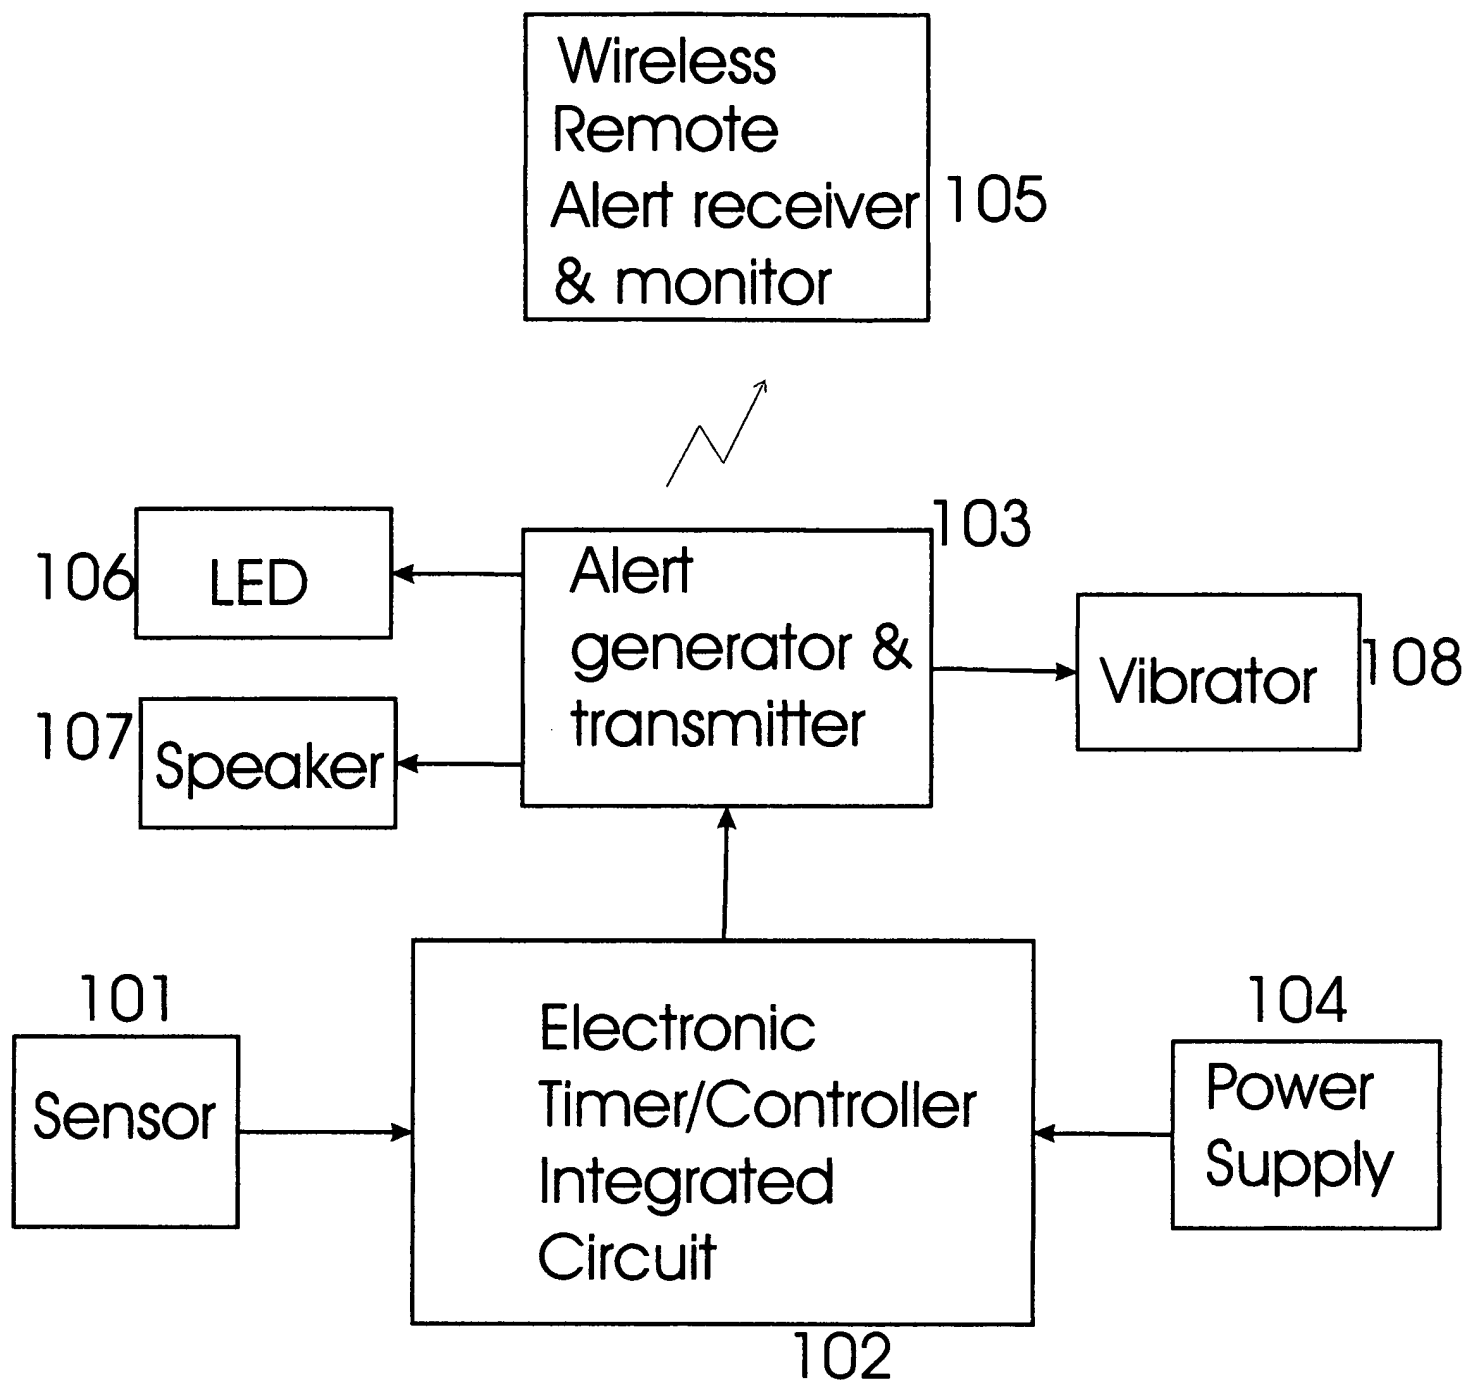 Wireless
Remote
Alert receiver
& monitor
105
103
106
LED
Alert
generator &
transmitter
Vibrator
108
107
Speaker
101
Sensor
Electronic
Timer/Controller
Integrated
Circuit
102
104
Power
Supply